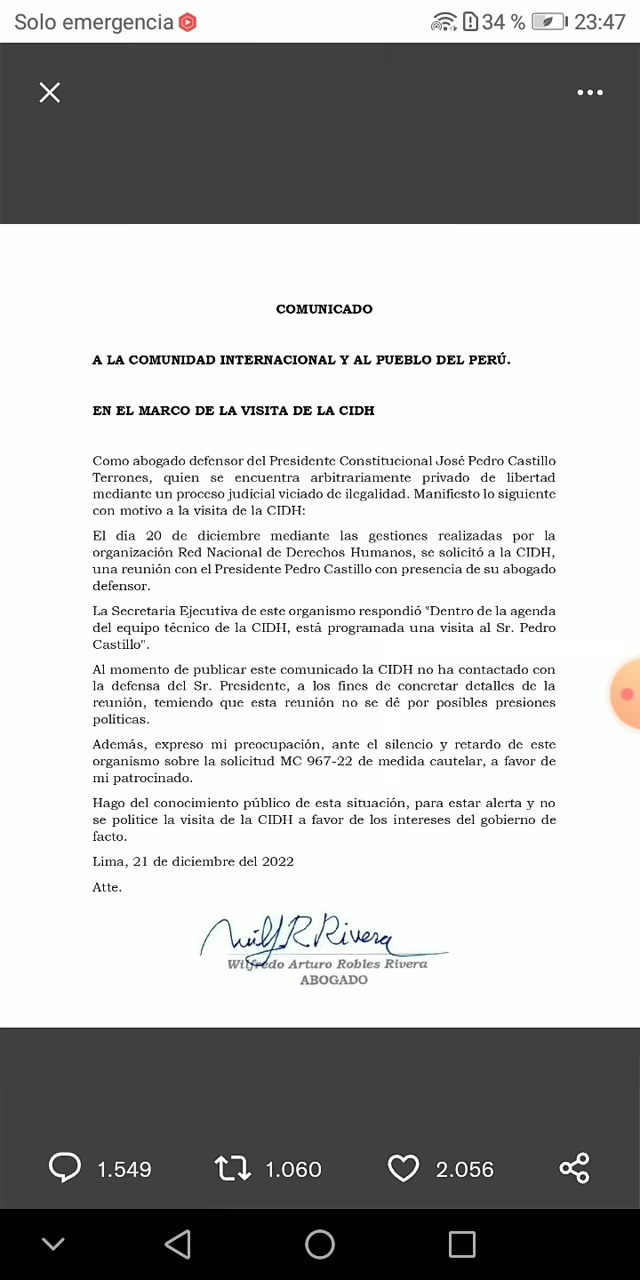 Solo emergencia
34 % 23:47
COMUNICADO
A LA COMUNIDAD INTERNACIONAL Y AL PUEBLO DEL PERÚ.
EN EL MARCO DE LA VISITA DE LA CIDH
Como abogado defensor del Presidente Constitucional José Pedro Castillo
Terrones, quien se encuentra arbitrariamente privado de libertad
mediante un proceso judicial viciado de ilegalidad. Manifiesto lo siguiente
con motivo a la visita de la CIDH:
El día 20 de diciembre mediante las gestiones realizadas por la
organización Red Nacional de Derechos Humanos, se solicitó a la CIDH,
una reunión con el Presidente Pedro Castillo con presencia de su abogado
defensor.
La Secretaria Ejecutiva de este organismo respondió "Dentro de la agenda
del equipo técnico de la CIDH, está programada una visita al Sr. Pedro
Castillo".
Al momento de publicar este comunicado la CIDH no ha contactado con
la defensa del Sr. Presidente, a los fines de concretar detalles de la
reunión, temiendo que esta reunión no se dé por posibles presiones
políticas.
Además, expreso mi preocupación, ante el silencio y retardo de este
organismo sobre la solicitud MC 967-22 de medida cautelar, a favor de
mi patrocinado.
Hago del conocimiento público de esta situación, para estar alerta y no
se politice la visita de la CIDH a favor de los intereses del gobierno de
facto.
Lima, 21 de diciembre del 2022
Atte.
Wilf R Rivera
Wilfredo Arturo Robles Rivera
ABOGADO
1.549 1.060 2.056